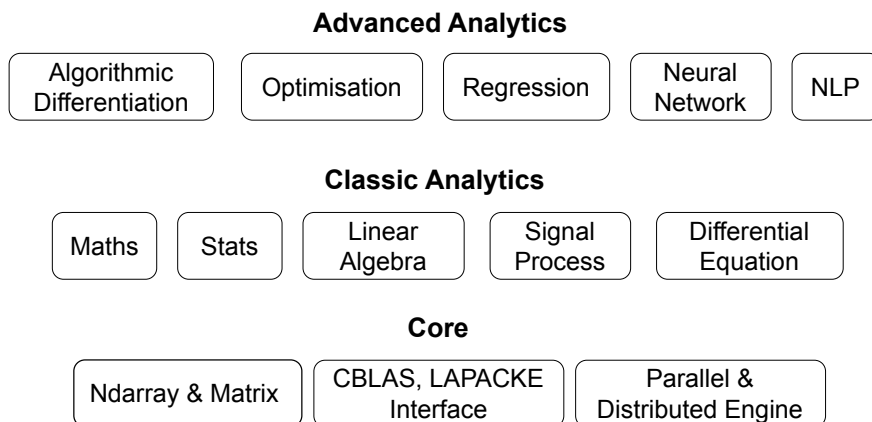 Advanced Analytics
Algorithmic
Differentiation
Optimisation
Regression
Neural
Network
NLP
Classic Analytics
Maths
Stats
Linear
Algebra
Signal
Process
Differential
Equation
Core
Ndarray & Matrix
CBLAS, LAPACKE
Interface
Parallel &
Distributed Engine